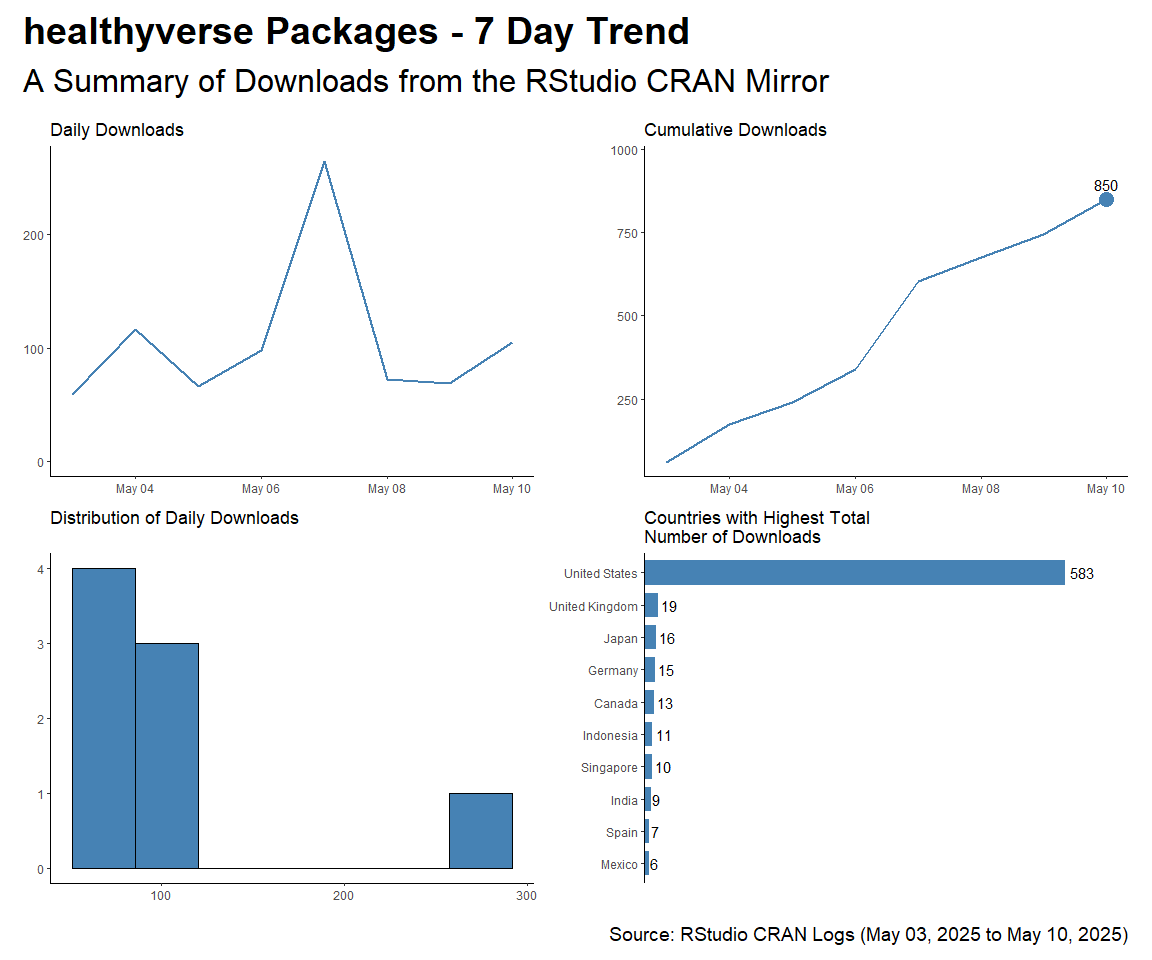 healthyverse Packages - 7 Day Trend
A Summary of Downloads from the RStudio CRAN Mirror
Daily Downloads
200
100
0
May 04
May 06
May 08
May 10
Cumulative Downloads
1000
750
500
250
850
May 04
May 06
May 08
May 10
Distribution of Daily Downloads
4
3
2
1
0
100
200
300
Countries with Highest Total
Number of Downloads
United States 583
United Kingdom 19
Japan 16
Germany 15
Canada 13
Indonesia 11
Singapore 10
India 9
Spain 7
Mexico 6
Source: RStudio CRAN Logs (May 03, 2025 to May 10, 2025)